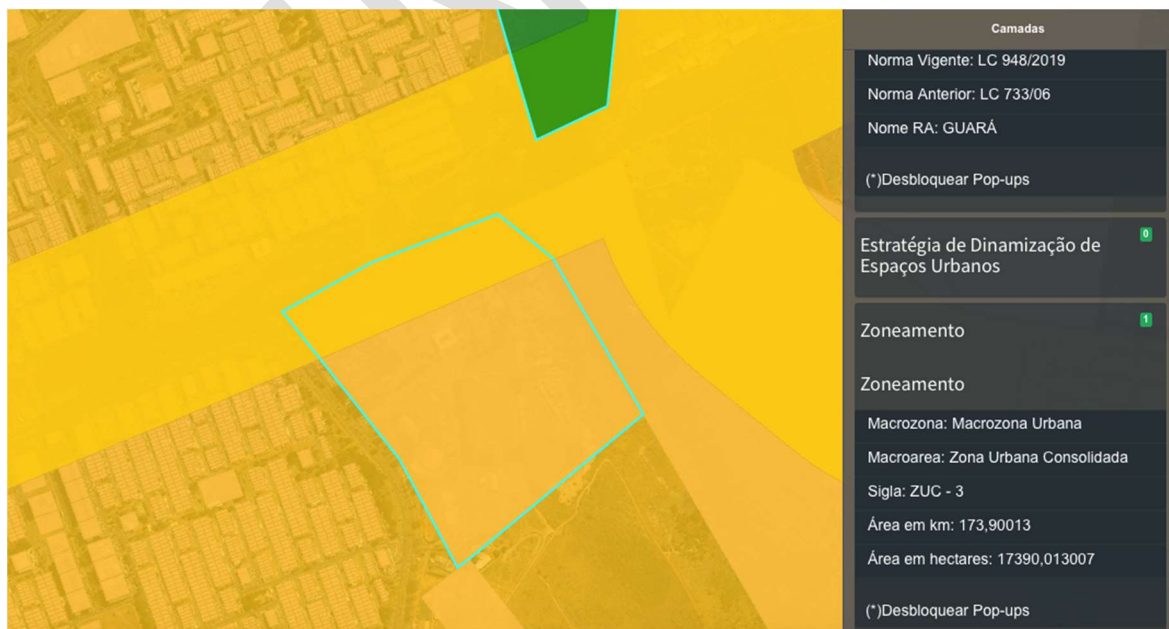 Camadas
Norma Vigente: LC 948/2019
Norma Anterior: LC 733/06
Nome RA: GUARÁ
(*)Desbloquear Pop-ups
Estratégia de Dinamização de
Espaços Urbanos
0
Zoneamento
1
Zoneamento
Macrozona: Macrozona Urbana
Macroarea: Zona Urbana Consolidada
Sigla: ZUC - 3
Área em km: 173,90013
Área em hectares: 17390,013007
(*)Desbloquear Pop-ups